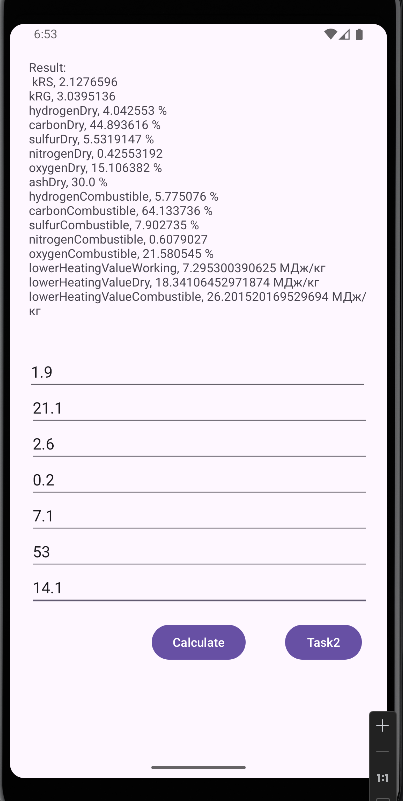 6:53
Result:
kRS, 2.1276596
kRG, 3.0395136
hydrogenDry, 4.042553 %
carbonDry, 44.893616 %
sulfurDry, 5.5319147 %
nitrogenDry, 0.42553192
oxygenDry, 15.106382 %
ashDry, 30.0 %
hydrogenCombustible, 5.775076 %
carbonCombustible, 64.133736 %
sulfurCombustible, 7.902735 %
nitrogenCombustible, 0.6079027
oxygenCombustible, 21.580545 %
lowerHeatingValueWorking, 7.295300390625 МДж/кг
lowerHeatingValueDry, 18.34106452971874 МДж/кг
lowerHeatingValueCombustible, 26.201520169529694 МДж/
кг
1.9
21.1
2.6
0.2
7.1
53
14.1
Calculate
Task2
1:1